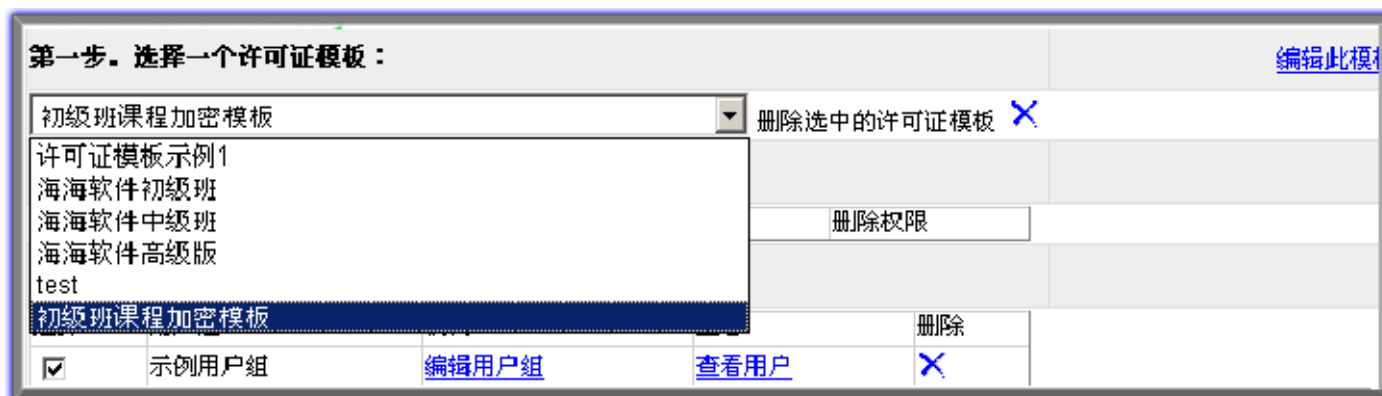 第一步。选择一个许可证模板：
编辑此模
初级班课程加密模板
删除选中的许可证模板
许可证模板示例1
海海软件初级班
海海软件中级班
删除权限
海海软件高级版
test
初级班课程加密模板
删除
示例用户组
编辑用户组
查看用户